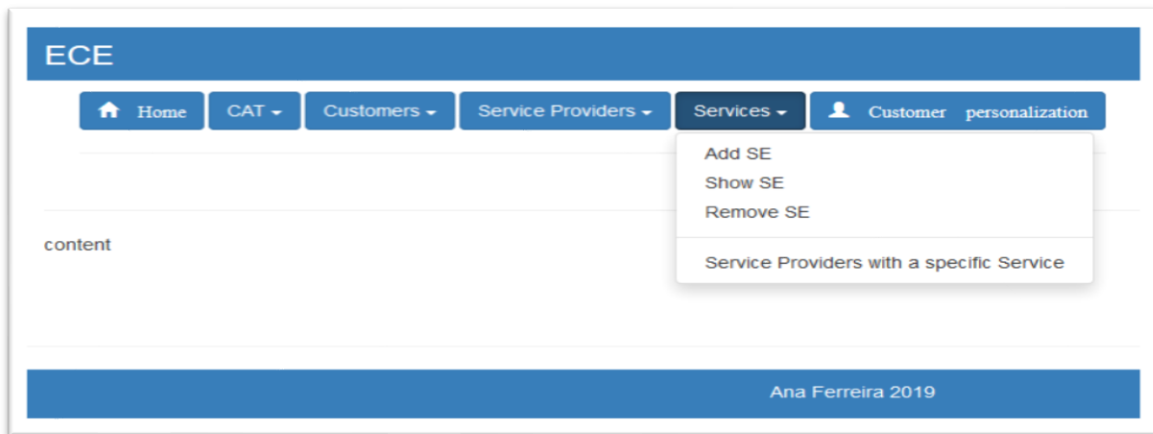 ECE
Home CAT Customers Service Providers Services Customer personalization
Add SE
Show SE
Remove SE
content
Service Providers with a specific Service
Ana Ferreira 2019